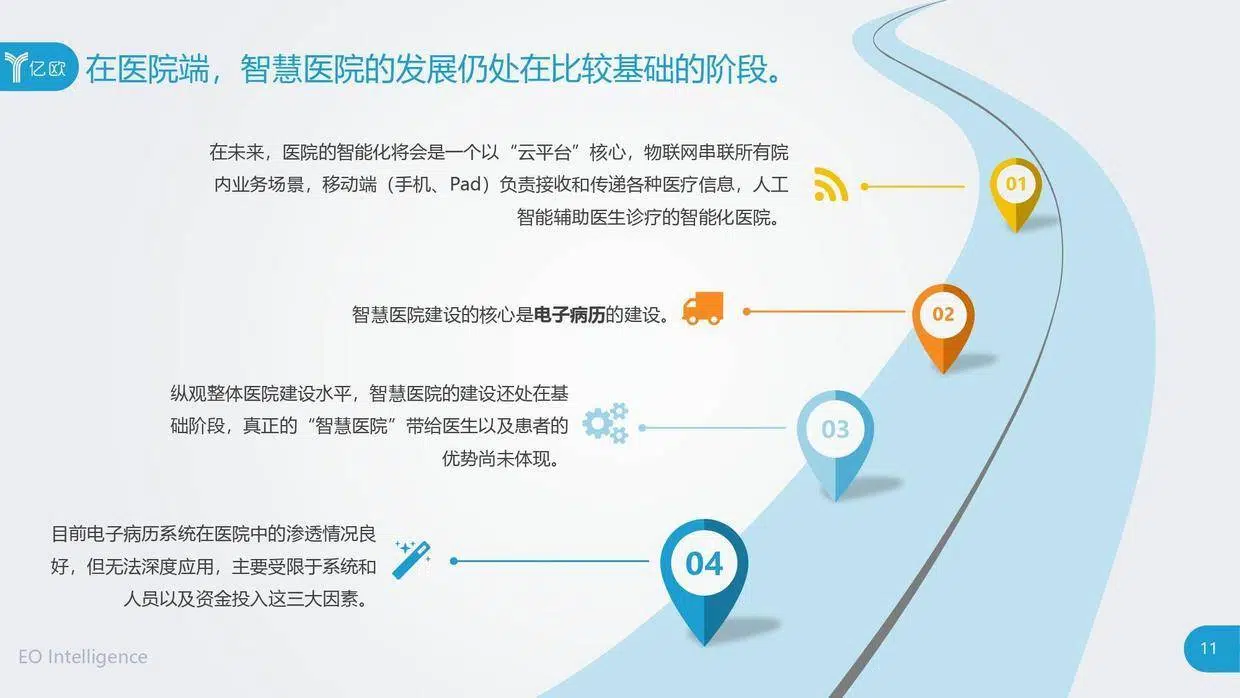 亿欧
在医院端，智慧医院的发展仍处在比较基础的阶段。
在未来，医院的智能化将会是一个以“云平台”核心，物联网串联所有院
内业务场景，移动端（手机、Pad）负责接收和传递各种医疗信息，人工
智能辅助医生诊疗的智能化医院。
01
智慧医院建设的核心是电子病历的建设。
02
纵观整体医院建设水平，智慧医院的建设还处在基
础阶段，真正的“智慧医院”带给医生以及患者的
优势尚未体现。
03
目前电子病历系统在医院中的渗透情况良
好，但无法深度应用，主要受限于系统和
人员以及资金投入这三大因素。
04
EO Intelligence
11